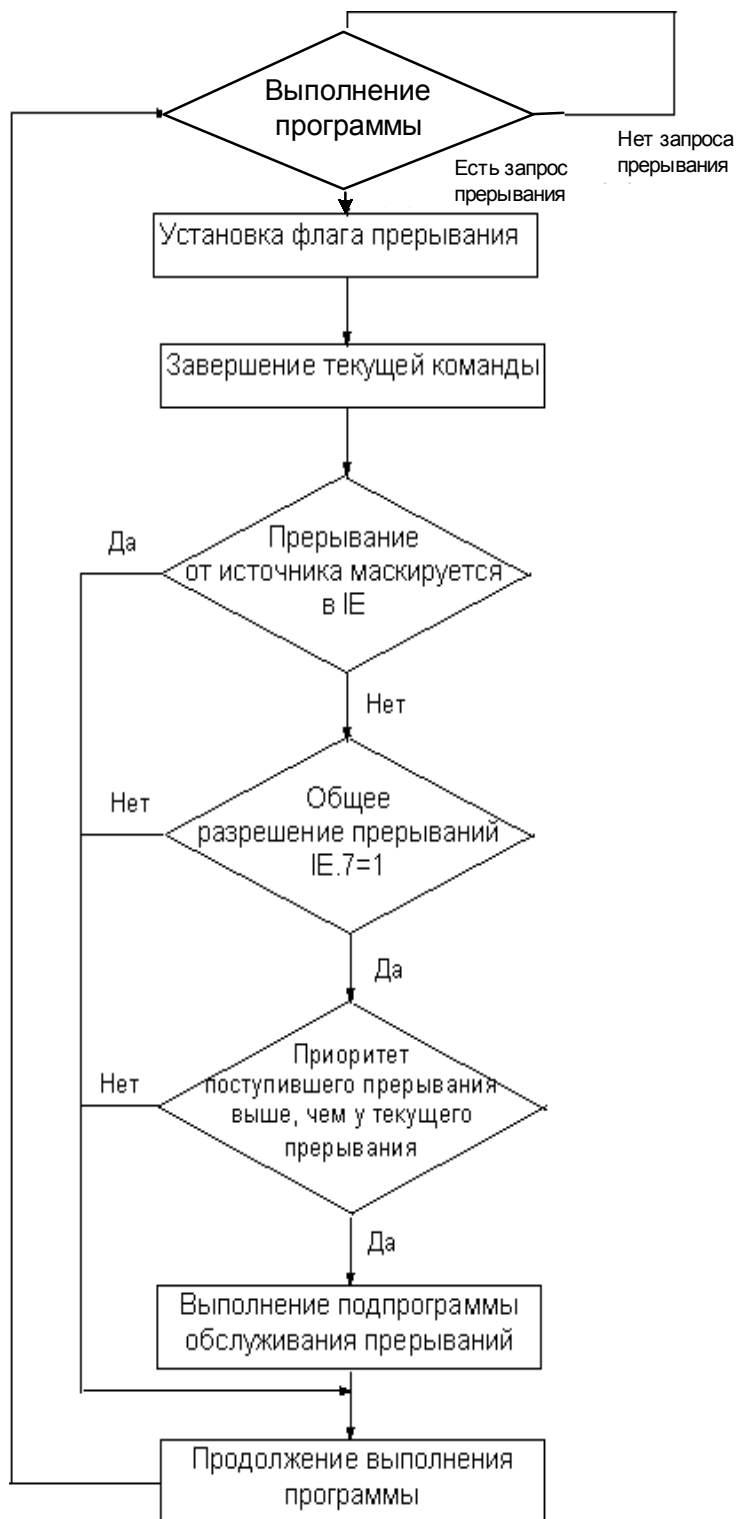 Выполнение
программы
Нет запроса
прерывания
Есть запрос
прерывания
Установка флага прерывания
Завершение текущей команды
Да
Прерывание
от источника маскируется
в IE
Нет
Нет
Общее
разрешение прерываний
IE.7=1
Да
Нет
Приоритет
поступившего прерывания
выше, чем у текущего
прерывания
Да
Выполнение подпрограммы
обслуживания прерываний
Продолжение выполнения
программы